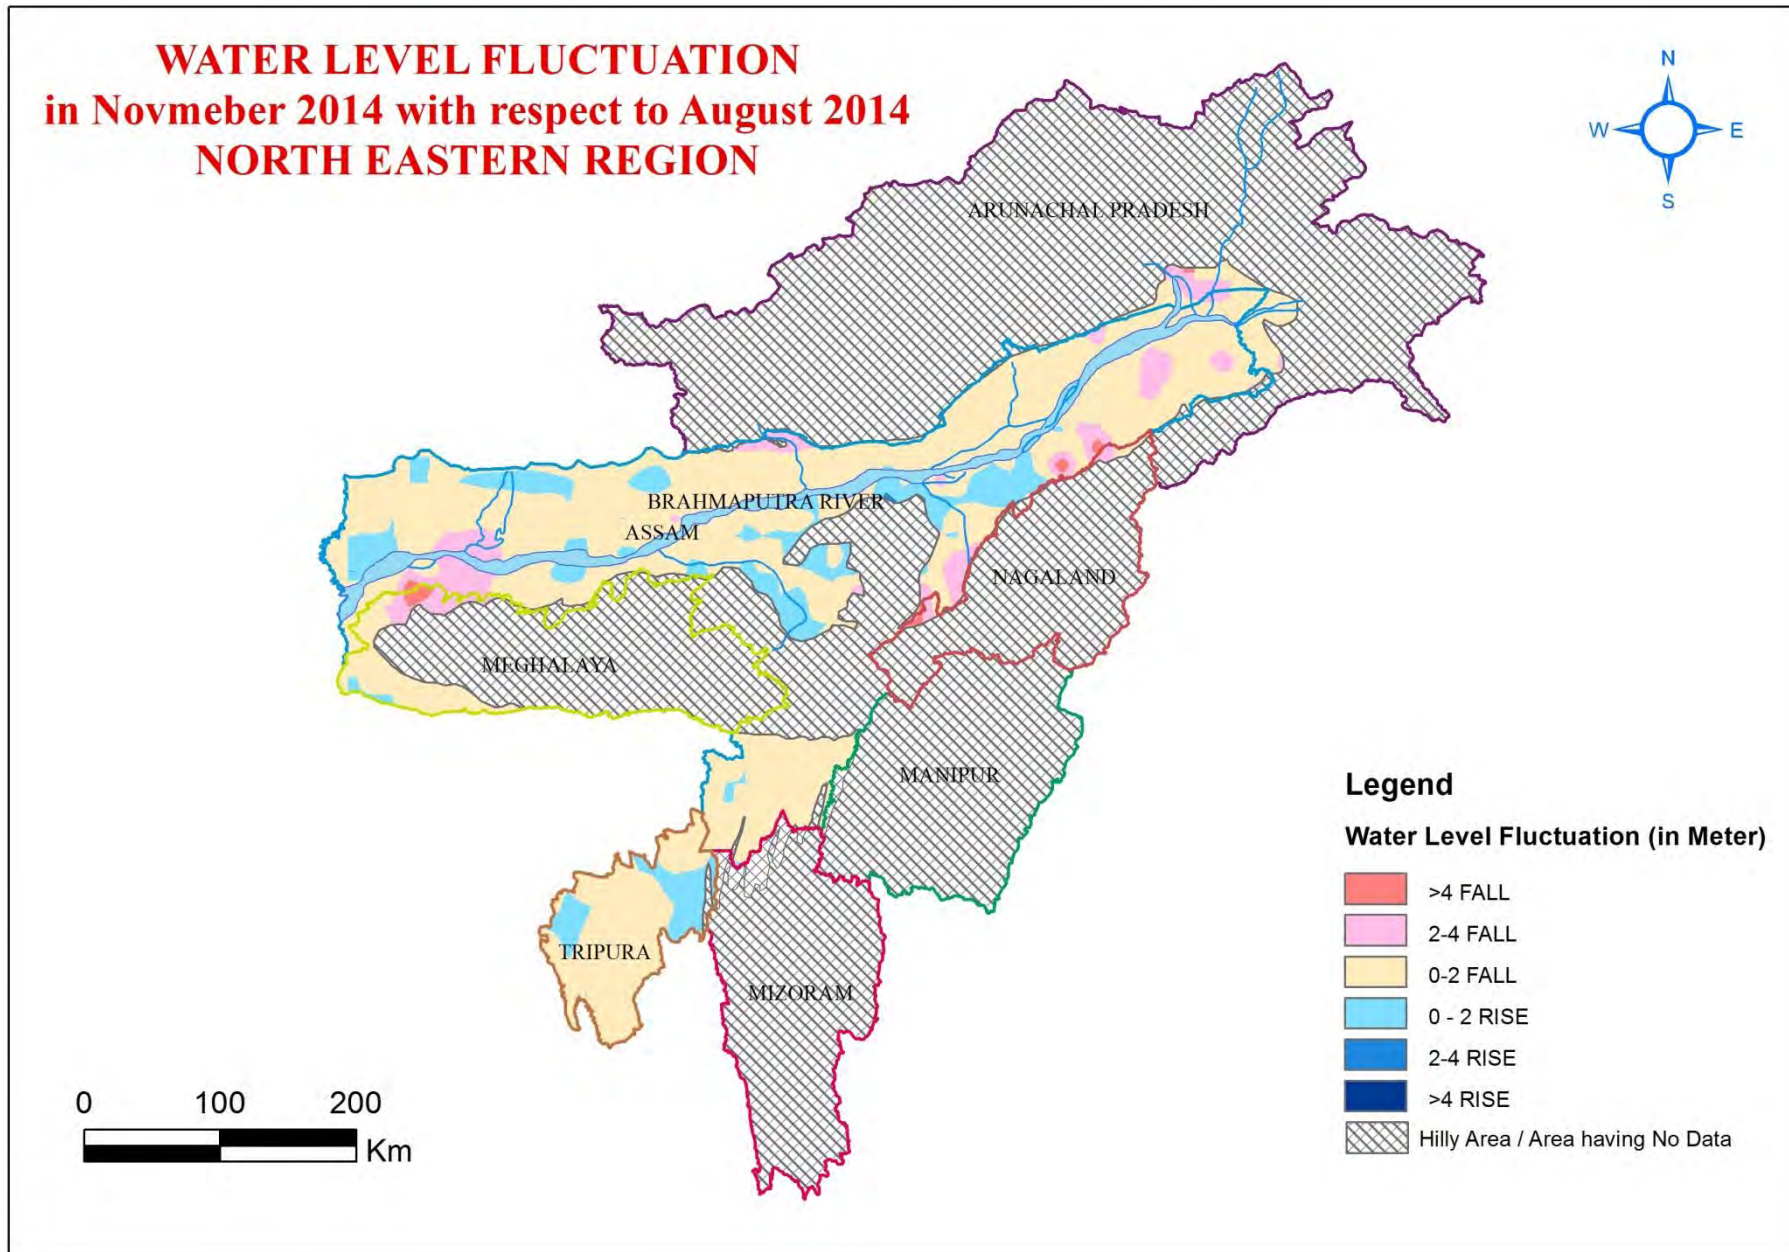 WATER LEVEL FLUCTUATION
in Novmeber 2014 with respect to August 2014
NORTH EASTERN REGION
N
W E
S
ARUNACHAL PRADESH
BRAHMAPUTRA RIVER
ASSAM
NAGALAND
MEGHALAYA
MANIPUR
TRIPURA
MIZORAM
Legend
Water Level Fluctuation (in Meter)
>4 FALL
2-4 FALL
0-2 FALL
0 - 2 RISE
2-4 RISE
>4 RISE
Hilly Area / Area having No Data
0 100 200
Km